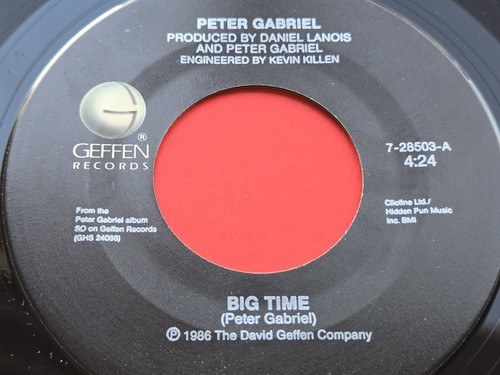 PETER GABRIEL
PRODUCED BY DANIEL LANOIS
AND PETER GABRIEL
ENGINEERED BY KEVIN KILLEN
®
GEFFEN
RECORDS
7-28503-A
4:24
From the
Peter Gabriel album
SO on Geffen Records
(GHS 24088)
Cliofine Ltd./
Hidden Pun Music
Inc. BMI
BIG TIME
(Peter Gabriel)
Ⓟ 1986 The David Geffen Company